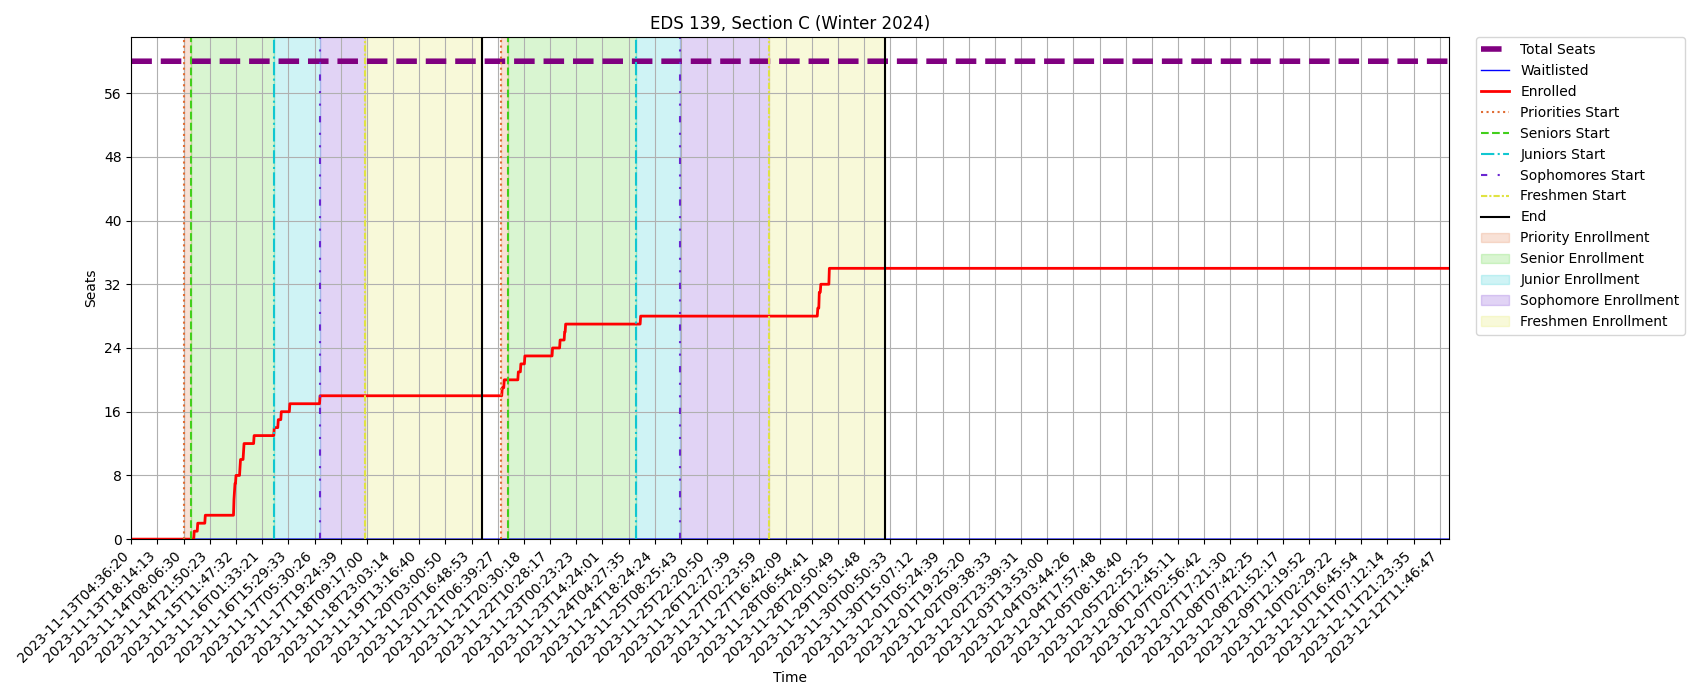 EDS 139, Section C (Winter 2024)
Total Seats
Waitlisted
Enrolled
Priorities Start
Seniors Start
Juniors Start
Sophomores Start
Freshmen Start
End
Priority Enrollment
Senior Enrollment
Junior Enrollment
Sophomore Enrollment
Freshmen Enrollment
Seats
56
48
40
32
24
16
8
0
2023-11-13T04:36:20
2023-11-13T18:14:13
2023-11-14T08:06:30
2023-11-14T21:50:23
2023-11-15T11:47:32
2023-11-16T01:33:21
2023-11-16T15:29:33
2023-11-17T05:30:26
2023-11-17T19:24:39
2023-11-18T09:17:00
2023-11-18T23:03:14
2023-11-19T13:16:40
2023-11-20T03:00:50
2023-11-20T16:48:53
2023-11-21T06:39:27
2023-11-21T20:30:18
2023-11-22T10:28:17
2023-11-23T00:23:23
2023-11-23T14:24:01
2023-11-24T04:27:35
2023-11-24T18:24:24
2023-11-25T08:25:43
2023-11-25T22:20:50
2023-11-26T12:27:39
2023-11-27T02:23:59
2023-11-27T16:42:09
2023-11-28T06:54:41
2023-11-28T20:50:49
2023-11-29T10:51:48
2023-11-30T00:50:33
2023-11-30T15:07:12
2023-12-01T05:24:39
2023-12-01T19:25:20
2023-12-02T09:38:33
2023-12-02T23:39:31
2023-12-03T13:53:00
2023-12-04T03:44:26
2023-12-04T17:57:48
2023-12-05T08:18:40
2023-12-05T22:25:25
2023-12-06T12:45:11
2023-12-07T02:56:42
2023-12-07T17:21:30
2023-12-08T07:42:25
2023-12-08T21:52:17
2023-12-09T12:19:52
2023-12-10T02:29:22
2023-12-10T16:45:54
2023-12-11T07:12:14
2023-12-11T21:23:35
2023-12-12T11:46:47
Time